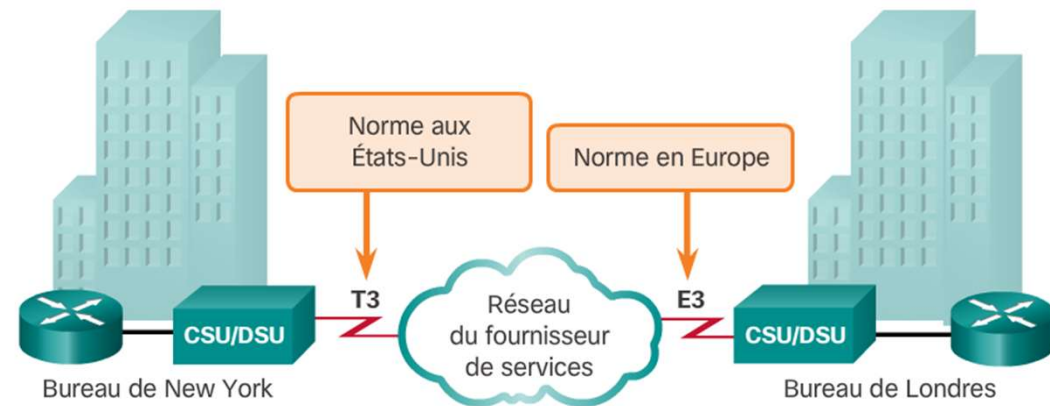 Norme aux
États-Unis
Norme en Europe
T3
E3
Réseau
du fournisseur
de services
CSU/DSU
CSU/DSU
Bureau de New York
Bureau de Londres